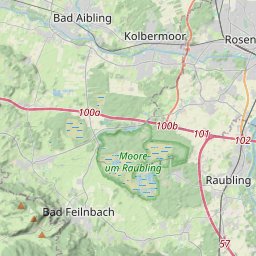 Bad Aibling
Kolbermoor
Rosen
100a
100b
101
102
Moore
um Raubling
Raubling
Bad Feilnbach
57